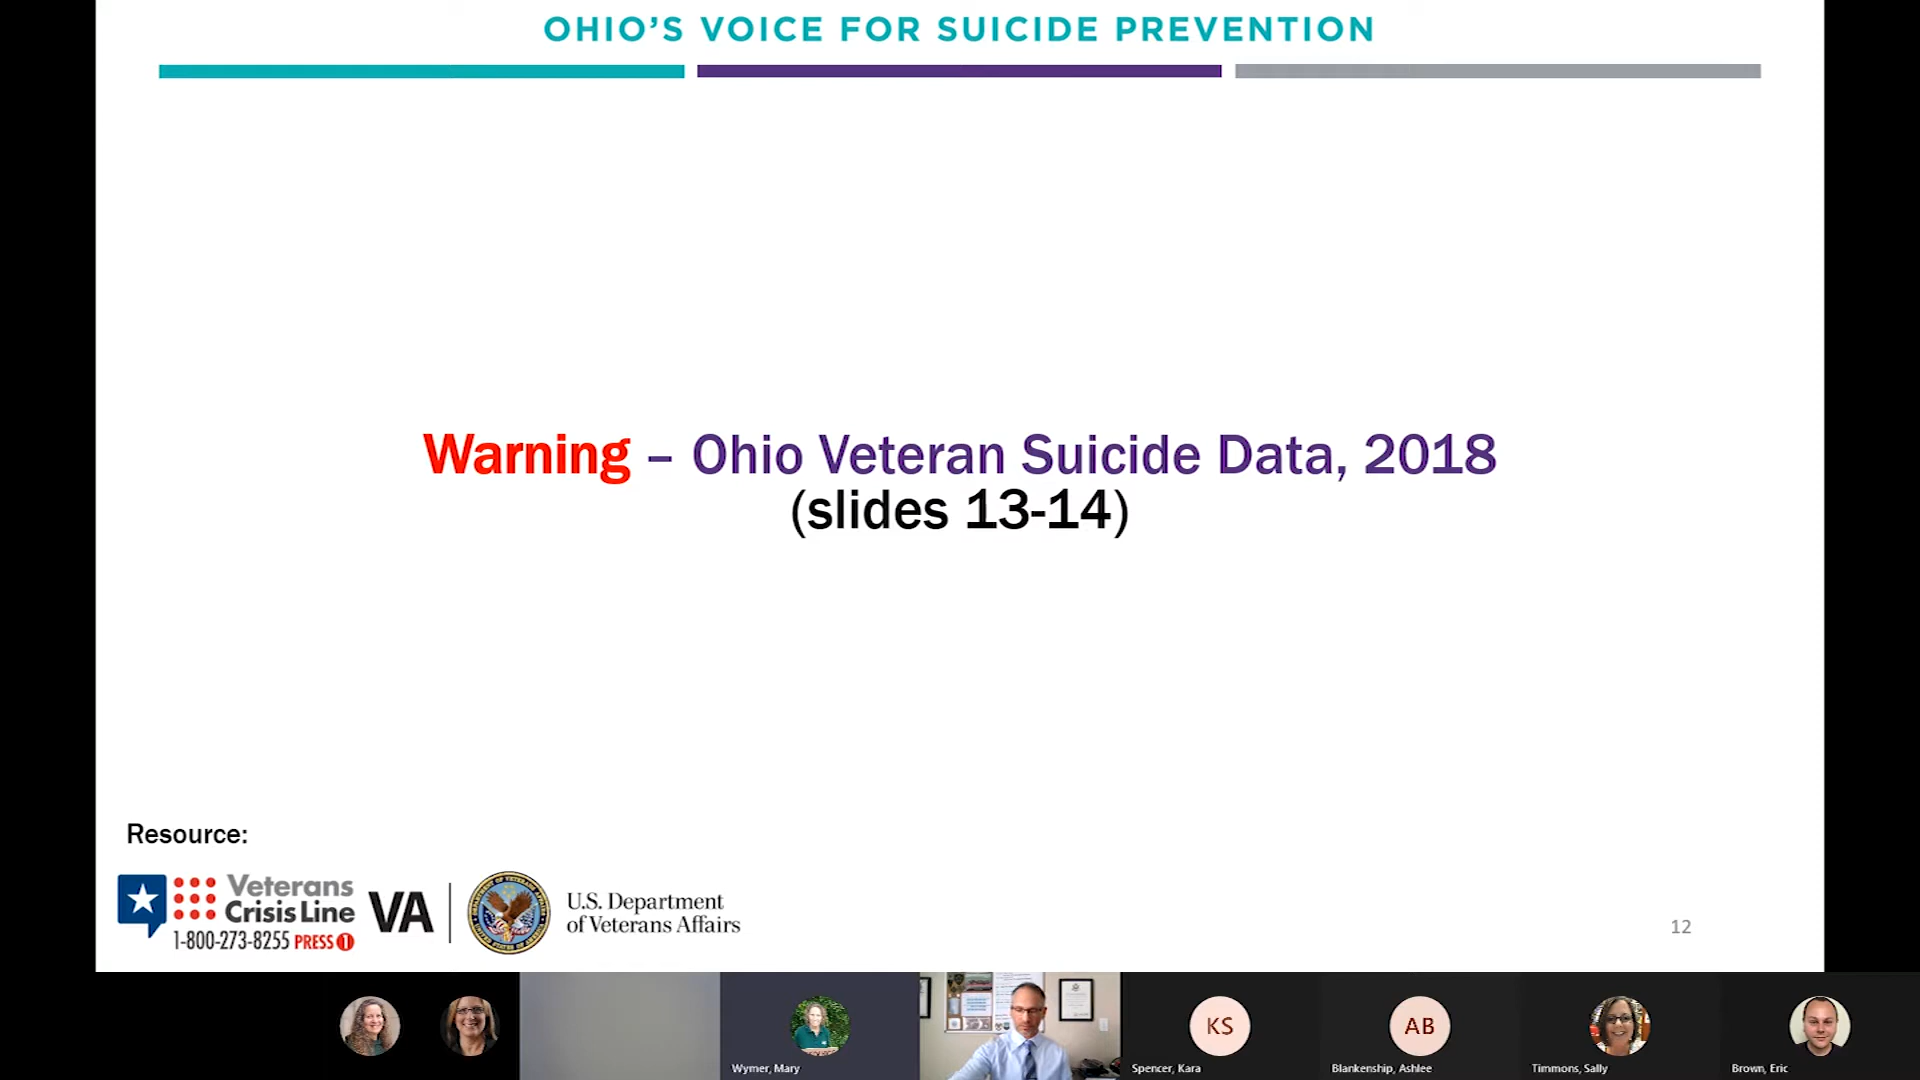 OHIO'S VOICE FOR SUICIDE PREVENTION
Warning – Ohio Veteran Suicide Data, 2018
(slides 13-14)
Resource:
Veterans
Crisis Line
1-800-273-8255 PRESS 1
VA
U.S. Department
of Veterans Affairs
12
KS
AB
Wymer, Mary
Spencer, Kara
Blankenship, Ashlee
Timmons, Sally
Brown, Eric